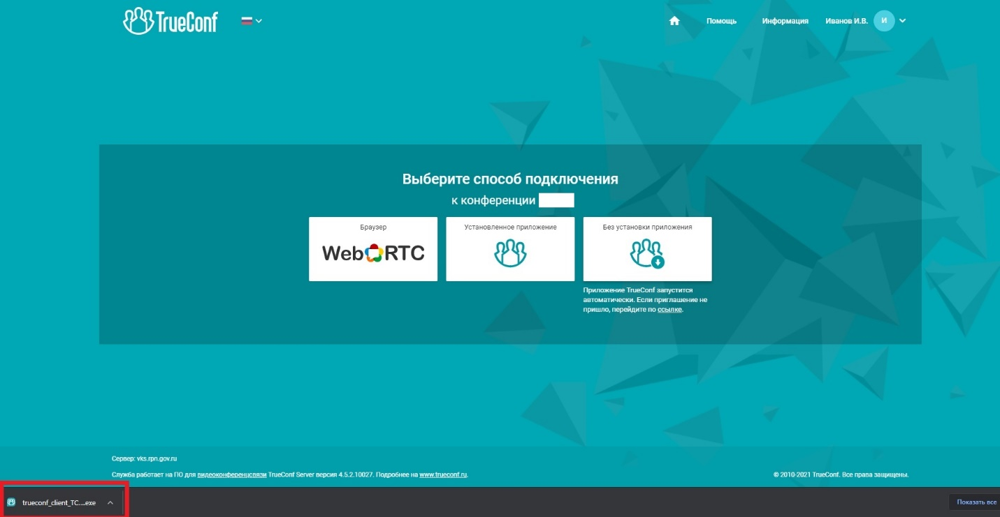 TrueConf
Помощь
Информация
Иванов И.В.
И
Выберите способ подключения
к конференции
Браузер
WebRTC
Установленное приложение
Без установки приложения
Приложение TrueConf запустится
автоматически. Если приглашение не
пришло, перейдите по ссылке.
Сервер: vks.rpn.gov.ru
Служба работает на ПО для видеоконференцсвязи TrueConf Server версия 4.5.2.10027. Подробнее на www.trueconf.ru.
© 2010-2021 TrueConf. Все права защищены.
trueconf_client_TC....exe
Показать все